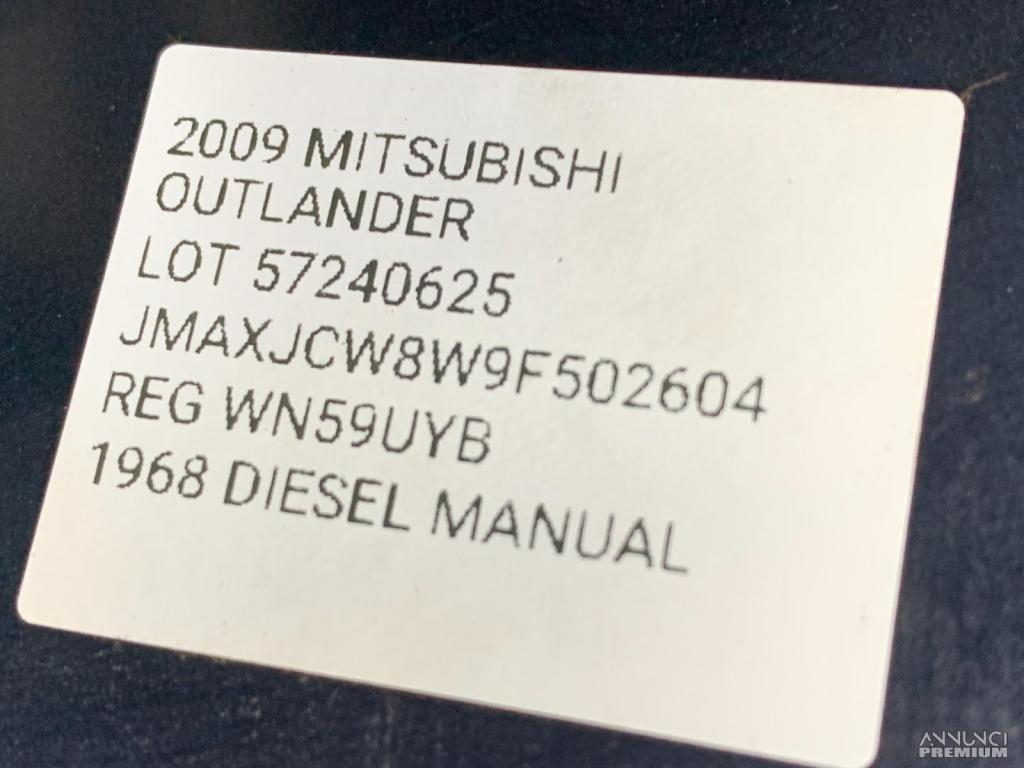 2009 MITSUBISHI
OUTLANDER
LOT 57240625
JMAXJCW8W9F502604
REG WN59UYB
1968 DIESEL MANUAL
ANNUNCI
PREMIUM